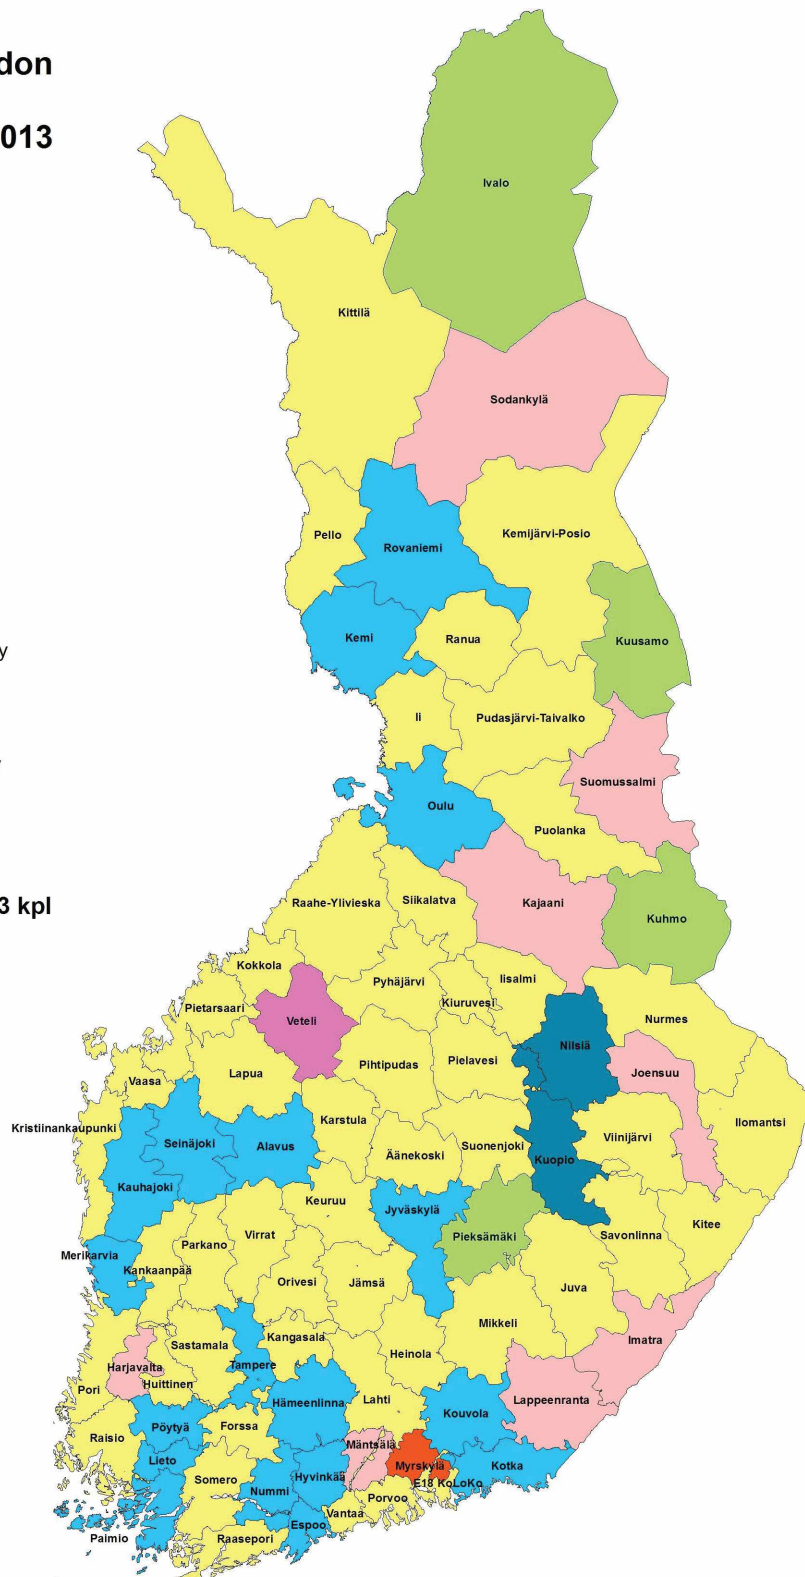 don
013
Ivalo
Kittilä
Sodankylä
Pello
Rovaniemi
Kemijärvi-Posio
Kemi
Ranua
Kuusamo
y
Ii
Pudasjärvi-Taivalko
Suomussalmi
Oulu
Puolanka
3 kpl
Raahe-Ylivieska
Siikalatva
Kajaani
Kuhmo
Kokkola
Pyhäjärvi
Iisalmi
Kiuruvesi
Pietarsaari
Veteli
Nilsiä
Nurmes
Lapua
Pihtipudas
Pielavesi
Joensuu
Vaasa
Kristiinankaupunki
Seinäjoki
Alavus
Karstula
Äänekoski
Suonenjoki
Kuopio
Viinijärvi
Ilomantsi
Kauhajoki
Keuruu
Jyväskylä
Pieksämäki
Savonlinna
Kitee
Merikarvia
Kankaanpää
Parkano
Virrat
Orivesi
Jämsä
Juva
Mikkeli
Imatra
Sastamala
Kangasala
Heinola
Harjavalta
Tampere
Huittinen
Pori
Hämeenlinna
Lahti
Kouvola
Lappeenranta
Raisio
Pöytyä
Forssa
Mäntsälä
Lieto
Somero
Nummi
Hyvinkää
Myrskylä
Kotka
E18 KoLoKo
Porvoo
Vantaa
Espoo
Paimio
Raasepori